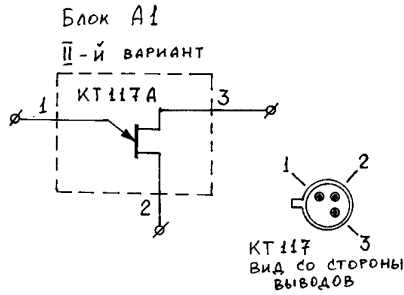 Блок А1
II-й вариант
КТ117А
1
3
2
1
2
3
КТ117
вид со стороны
выводов